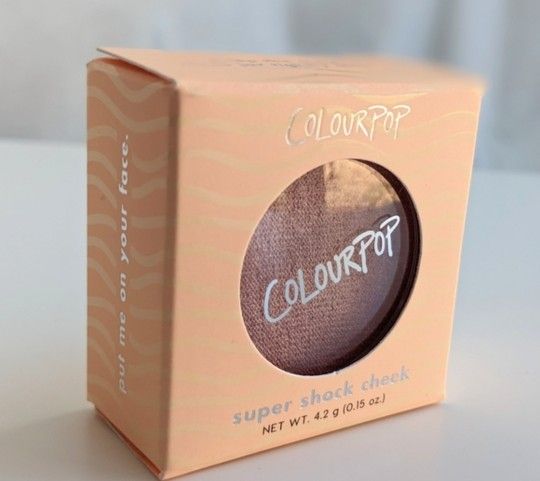 COLOURPOP
COLOURPOP
super shock cheek
NET WT. 4.2 g (0.15 oz.)
put me on your face.